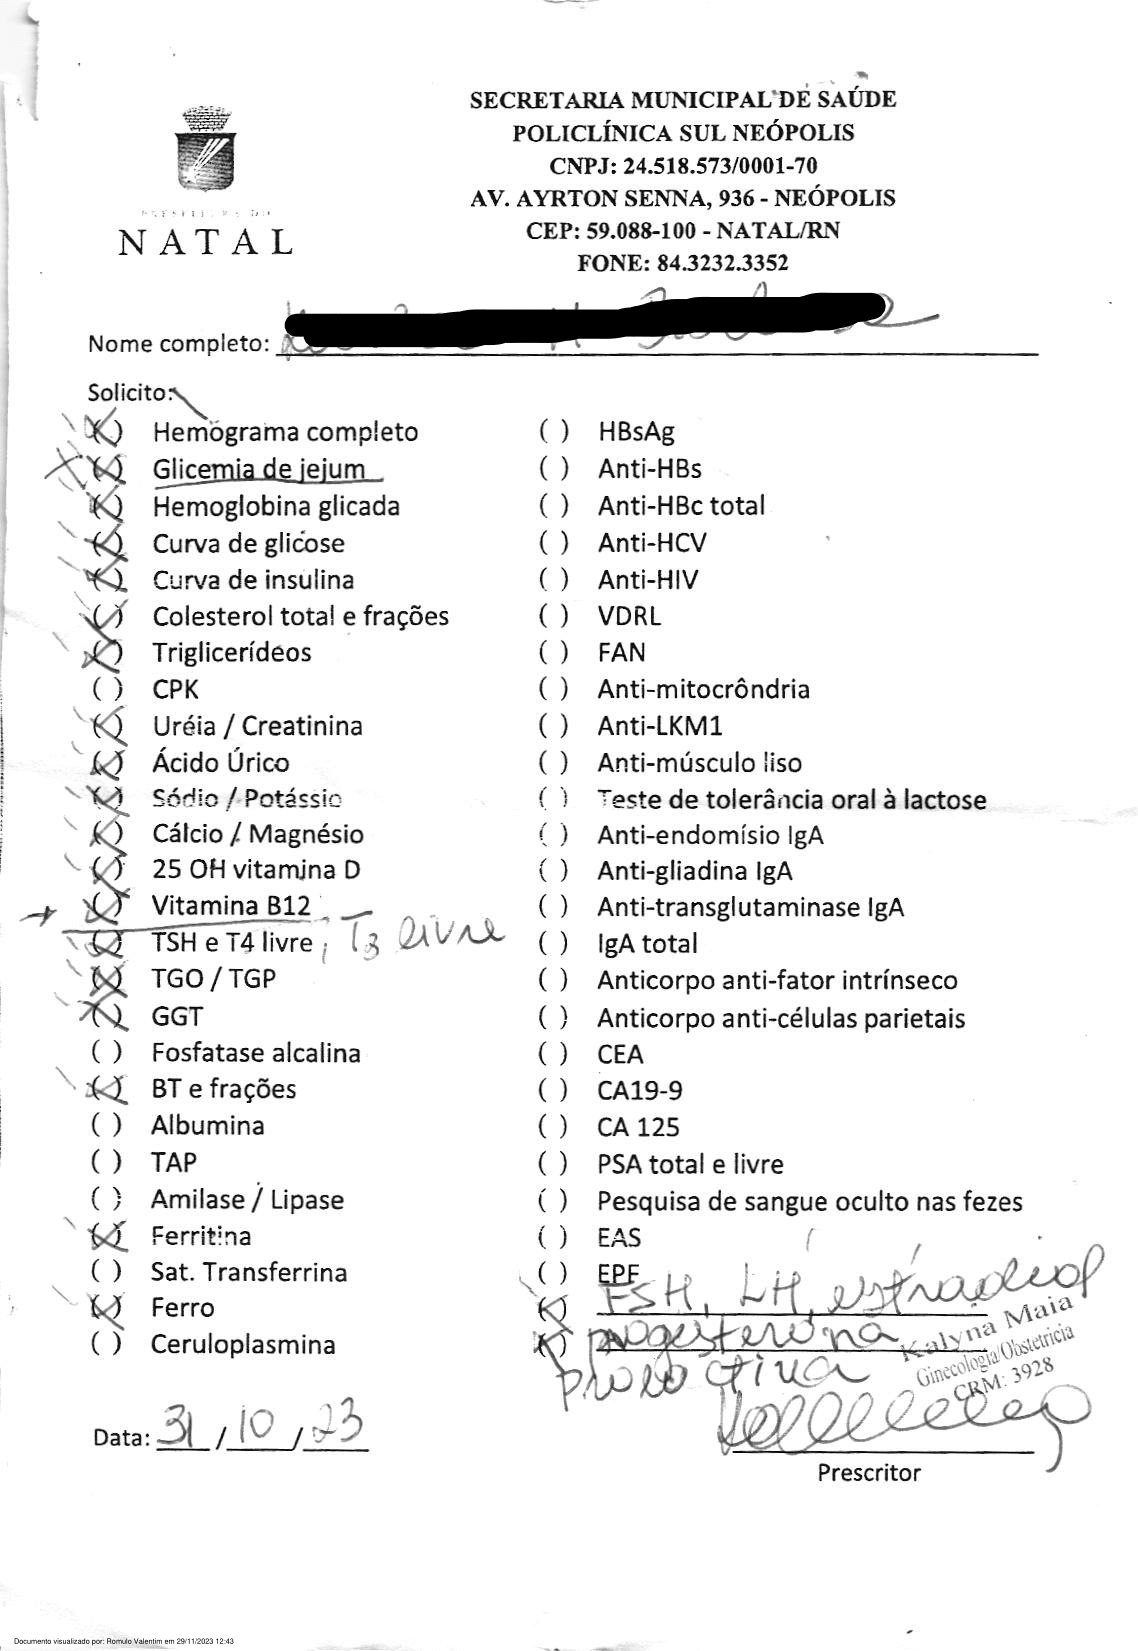 SECRETARIA MUNICIPAL DE SAÚDE
POLICLÍNICA SUL NEÓPOLIS
CNPJ: 24.518.573/0001-70
AV. AYRTON SENNA, 936 - NEÓPOLIS
CEP: 59.088-100 - NATAL/RN
FONE: 84.3232.3352
PREFEITURA DO
NATAL
Nome completo:
Solicito:
(X) Hemograma completo
(X) Glicemia de jejum
(X) Hemoglobina glicada
(X) Curva de glicose
(X) Curva de insulina
(X) Colesterol total e frações
(X) Triglicerídeos
( ) CPK
(X) Uréia / Creatinina
(X) Ácido Úrico
(X) Sódio / Potássio
(X) Cálcio / Magnésio
(X) 25 OH vitamina D
(X) Vitamina B12
(X) TSH e T4 livre, T3 livre
(X) TGO / TGP
(X) GGT
( ) Fosfatase alcalina
(X) BT e frações
( ) Albumina
( ) TAP
( ) Amilase / Lipase
(X) Ferritina
( ) Sat. Transferrina
(X) Ferro
( ) Ceruloplasmina
( ) HBsAg
( ) Anti-HBs
( ) Anti-HBc total
( ) Anti-HCV
( ) Anti-HIV
( ) VDRL
( ) FAN
( ) Anti-mitocrôndria
( ) Anti-LKM1
( ) Anti-músculo liso
( ) Teste de tolerância oral à lactose
( ) Anti-endomísio IgA
( ) Anti-gliadina IgA
( ) Anti-transglutaminase IgA
( ) IgA total
( ) Anticorpo anti-fator intrínseco
( ) Anticorpo anti-células parietais
( ) CEA
( ) CA19-9
( ) CA 125
( ) PSA total e livre
( ) Pesquisa de sangue oculto nas fezes
( ) EAS
( ) EPF
(X) FSH, LH, estradiol
(X) progesterona
prolactina
Kalyna Maia
Ginecologia/Obstetricia
CRM: 3928
Data: 31/10/23
Prescritor
Documento visualizado por: Romulo Valentim em 29/11/2023 12:43